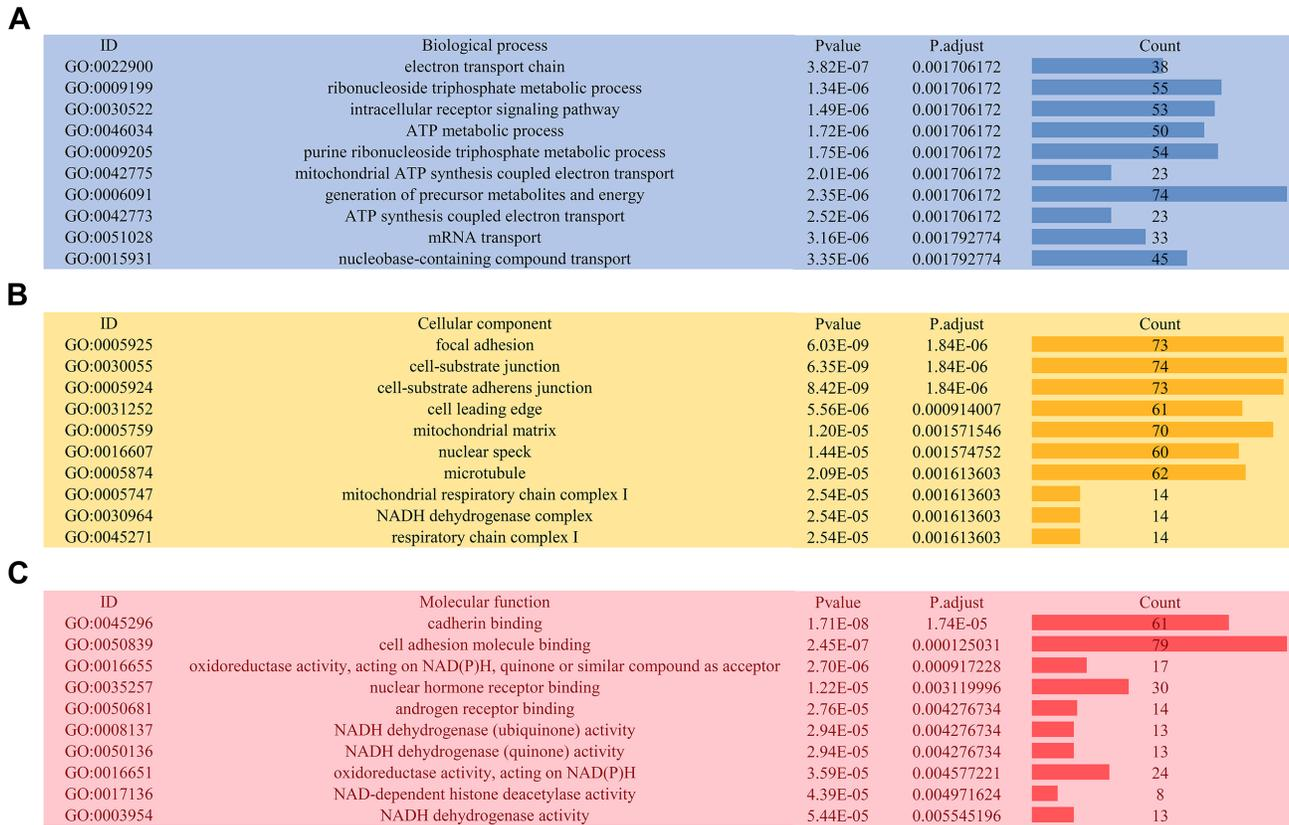 A
ID Biological process Pvalue P.adjust Count
GO:0022900 electron transport chain 3.82E-07 0.001706172 38
GO:0009199 ribonucleoside triphosphate metabolic process 1.34E-06 0.001706172 55
GO:0030522 intracellular receptor signaling pathway 1.49E-06 0.001706172 53
GO:0046034 ATP metabolic process 1.72E-06 0.001706172 50
GO:0009205 purine ribonucleoside triphosphate metabolic process 1.75E-06 0.001706172 54
GO:0042775 mitochondrial ATP synthesis coupled electron transport 2.01E-06 0.001706172 23
GO:0006091 generation of precursor metabolites and energy 2.35E-06 0.001706172 74
GO:0042773 ATP synthesis coupled electron transport 2.52E-06 0.001706172 23
GO:0051028 mRNA transport 3.16E-06 0.001792774 33
GO:0015931 nucleobase-containing compound transport 3.35E-06 0.001792774 45
B
ID Cellular component Pvalue P.adjust Count
GO:0005925 focal adhesion 6.03E-09 1.84E-06 73
GO:0030055 cell-substrate junction 6.35E-09 1.84E-06 74
GO:0005924 cell-substrate adherens junction 8.42E-09 1.84E-06 73
GO:0031252 cell leading edge 5.56E-06 0.000914007 61
GO:0005759 mitochondrial matrix 1.20E-05 0.001571546 70
GO:0016607 nuclear speck 1.44E-05 0.001574752 60
GO:0005874 microtubule 2.09E-05 0.001613603 62
GO:0005747 mitochondrial respiratory chain complex I 2.54E-05 0.001613603 14
GO:0030964 NADH dehydrogenase complex 2.54E-05 0.001613603 14
GO:0045271 respiratory chain complex I 2.54E-05 0.001613603 14
C
ID Molecular function Pvalue P.adjust Count
GO:0045296 cadherin binding 1.71E-08 1.74E-05 61
GO:0050839 cell adhesion molecule binding 2.45E-07 0.000125031 79
GO:0016655 oxidoreductase activity, acting on NAD(P)H, quinone or similar compound as acceptor 2.70E-06 0.000917228 17
GO:0035257 nuclear hormone receptor binding 1.22E-05 0.003119996 30
GO:0050681 androgen receptor binding 2.76E-05 0.004276734 14
GO:0008137 NADH dehydrogenase (ubiquinone) activity 2.94E-05 0.004276734 13
GO:0050136 NADH dehydrogenase (quinone) activity 2.94E-05 0.004276734 13
GO:0016651 oxidoreductase activity, acting on NAD(P)H 3.59E-05 0.004577221 24
GO:0017136 NAD-dependent histone deacetylase activity 4.39E-05 0.004971624 8
GO:0003954 NADH dehydrogenase activity 5.44E-05 0.005545196 13